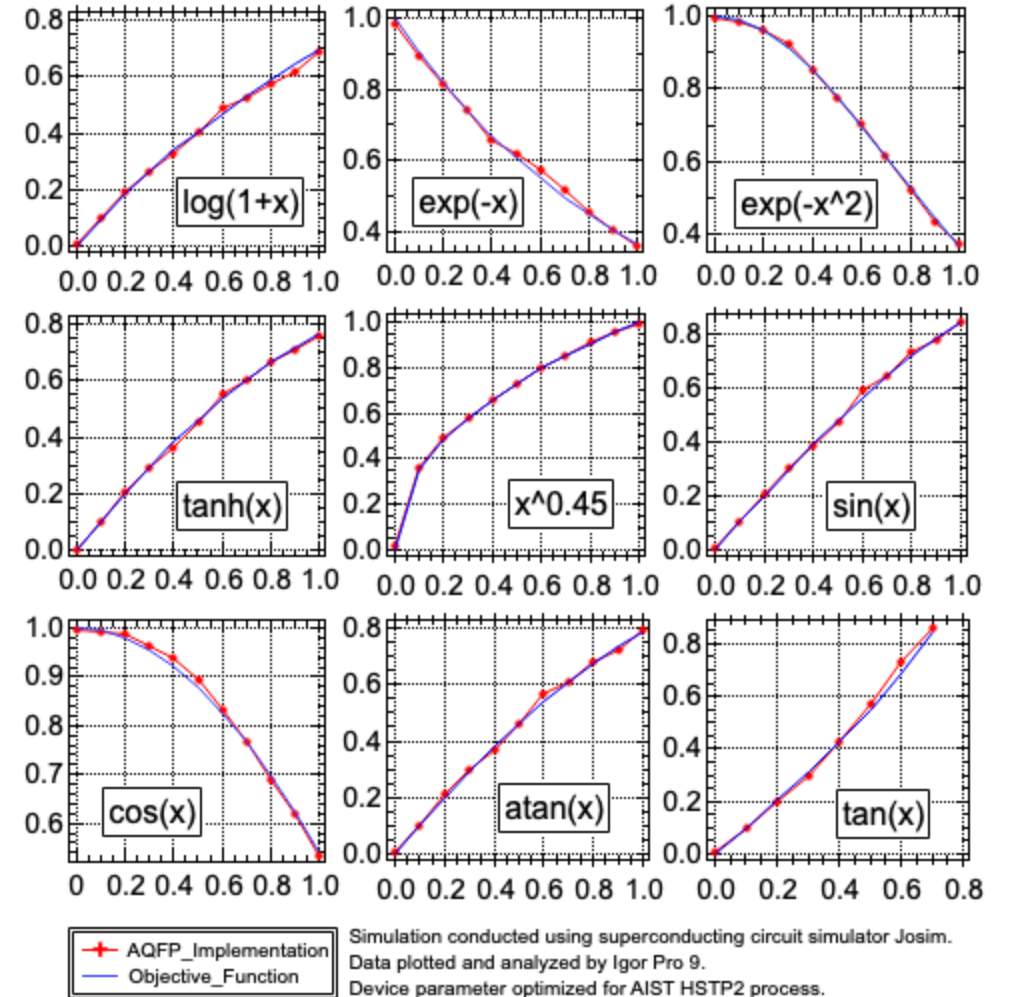 0.8
0.6
0.4
0.2
0.0
0.0 0.2 0.4 0.6 0.8 1.0
log(1+x)
1.0
0.8
0.6
0.4
0.0 0.2 0.4 0.6 0.8 1.0
exp(-x)
1.0
0.8
0.6
0.4
0.0 0.2 0.4 0.6 0.8 1.0
exp(-x^2)
0.8
0.6
0.4
0.2
0.0
0.0 0.2 0.4 0.6 0.8 1.0
tanh(x)
1.0
0.8
0.6
0.4
0.2
0.0
0.0 0.2 0.4 0.6 0.8 1.0
x^0.45
0.8
0.6
0.4
0.2
0.0
0.0 0.2 0.4 0.6 0.8 1.0
sin(x)
1.0
0.9
0.8
0.7
0.6
0 0.2 0.4 0.6 0.8 1.0
cos(x)
0.8
0.6
0.4
0.2
0.0
0.0 0.2 0.4 0.6 0.8 1.0
atan(x)
0.8
0.6
0.4
0.2
0.0
0.0 0.2 0.4 0.6 0.8
tan(x)
AQFP_Implementation
Objective_Function
Simulation conducted using superconducting circuit simulator Josim.
Data plotted and analyzed by Igor Pro 9.
Device parameter optimized for AIST HSTP2 process.